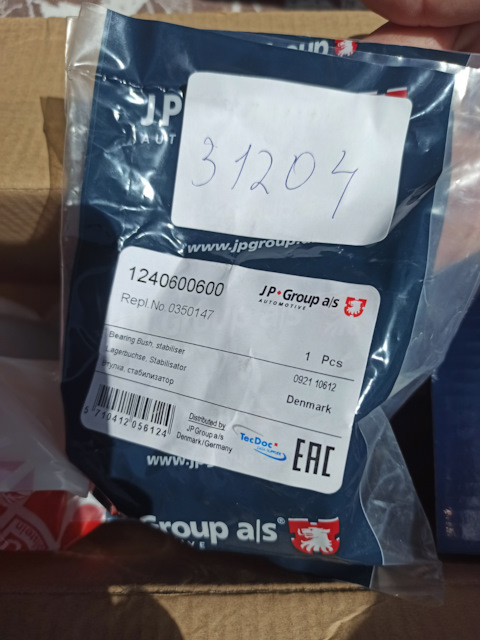 Group
JP
AUT
31204
www.jpgroup.
1240600600
JP Group a/s
AUTOMOTIVE
Repl.No. 0350147
1 Pcs
Bearing Bush, stabiliser
Lagerbuchse, Stabilisator
втулка, стабилизатор
0921 10612
Denmark
5 710412 056124
Distributed by:
JP Group a/s
Denmark/Germany
TecDoc
EAC
www.jp
Group a/s®